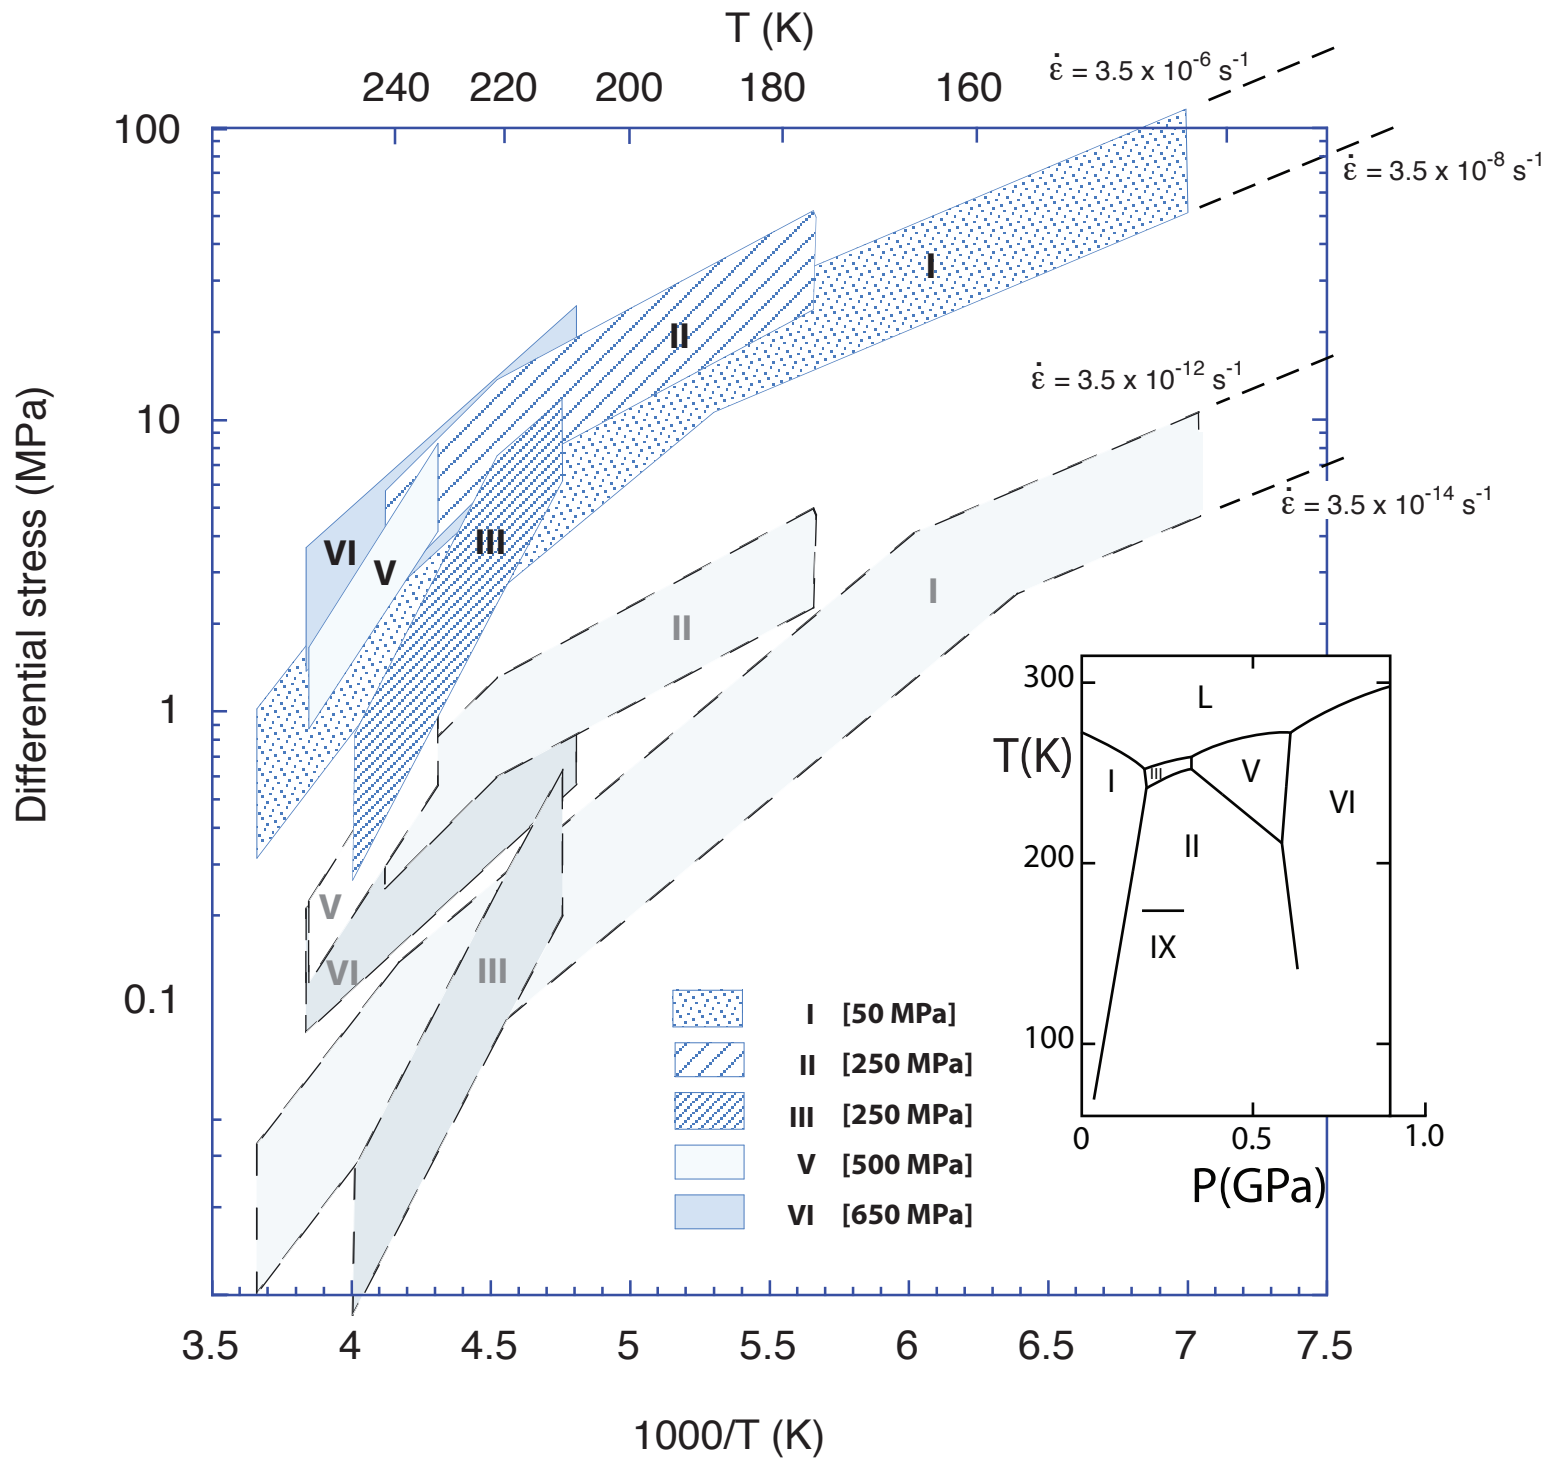 T (K)
240 220 200 180 160
ε̇ = 3.5 x 10⁻⁶ s⁻¹
100
ε̇ = 3.5 x 10⁻⁸ s⁻¹
I
II
ε̇ = 3.5 x 10⁻¹² s⁻¹
10
ε̇ = 3.5 x 10⁻¹⁴ s⁻¹
VI V III
I
II
Differential stress (MPa)
1
V
VI III
0.1
I [50 MPa]
II [250 MPa]
III [250 MPa]
V [500 MPa]
VI [650 MPa]
300
L
T(K)
I III V VI
200
II
IX
100
0 0.5 1.0
P(GPa)
3.5 4 4.5 5 5.5 6 6.5 7 7.5
1000/T (K)